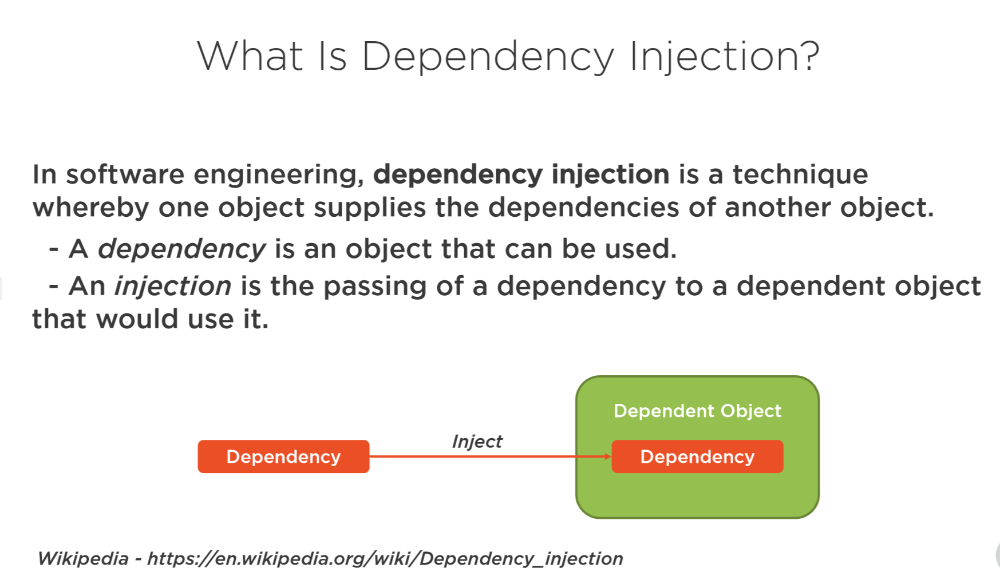 What Is Dependency Injection?
In software engineering, dependency injection is a technique
whereby one object supplies the dependencies of another object.
- A dependency is an object that can be used.
- An injection is the passing of a dependency to a dependent object
that would use it.
Dependent Object
Inject
Dependency
Dependency
Wikipedia - https://en.wikipedia.org/wiki/Dependency_injection